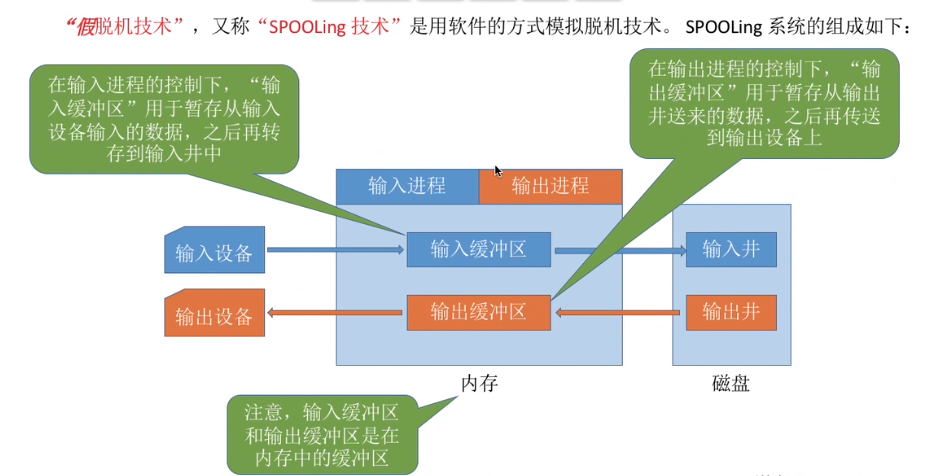 “假脱机技术”，又称“SPOOLing 技术”是用软件的方式模拟脱机技术。SPOOLing 系统的组成如下：
在输入进程的控制下，“输
入缓冲区”用于暂存从输入
设备输入的数据，之后再转
存到输入井中
在输出进程的控制下，“输
出缓冲区”用于暂存从输出
井送来的数据，之后再传送
到输出设备上
输入进程
输出进程
输入设备
输入缓冲区
输入井
输出设备
输出缓冲区
输出井
内存
磁盘
注意，输入缓冲区
和输出缓冲区是在
内存中的缓冲区